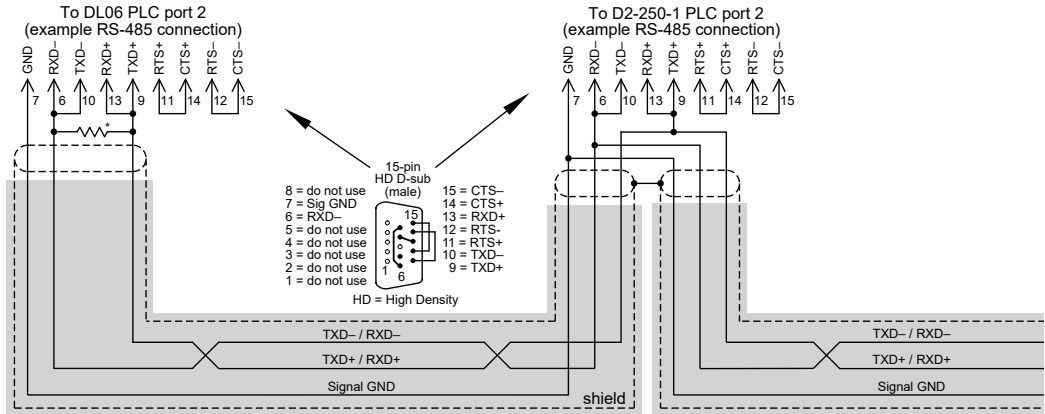 To DL06 PLC port 2
(example RS-485 connection)
GND
RXD–
TXD–
RXD+
TXD+
RTS+
CTS+
RTS–
CTS–
7
6
10
13
9
11
14
12
15
*
To D2-250-1 PLC port 2
(example RS-485 connection)
GND
RXD–
TXD–
RXD+
TXD+
RTS+
CTS+
RTS–
CTS–
7
6
10
13
9
11
14
12
15
15-pin
HD D-sub
(male)
8 = do not use
7 = Sig GND
6 = RXD–
5 = do not use
4 = do not use
3 = do not use
2 = do not use
1 = do not use
15
1
6
15 = CTS–
14 = CTS+
13 = RXD+
12 = RTS-
11 = RTS+
10 = TXD–
9 = TXD+
HD = High Density
TXD– / RXD–
TXD+ / RXD+
Signal GND
shield
TXD– / RXD–
TXD+ / RXD+
Signal GND